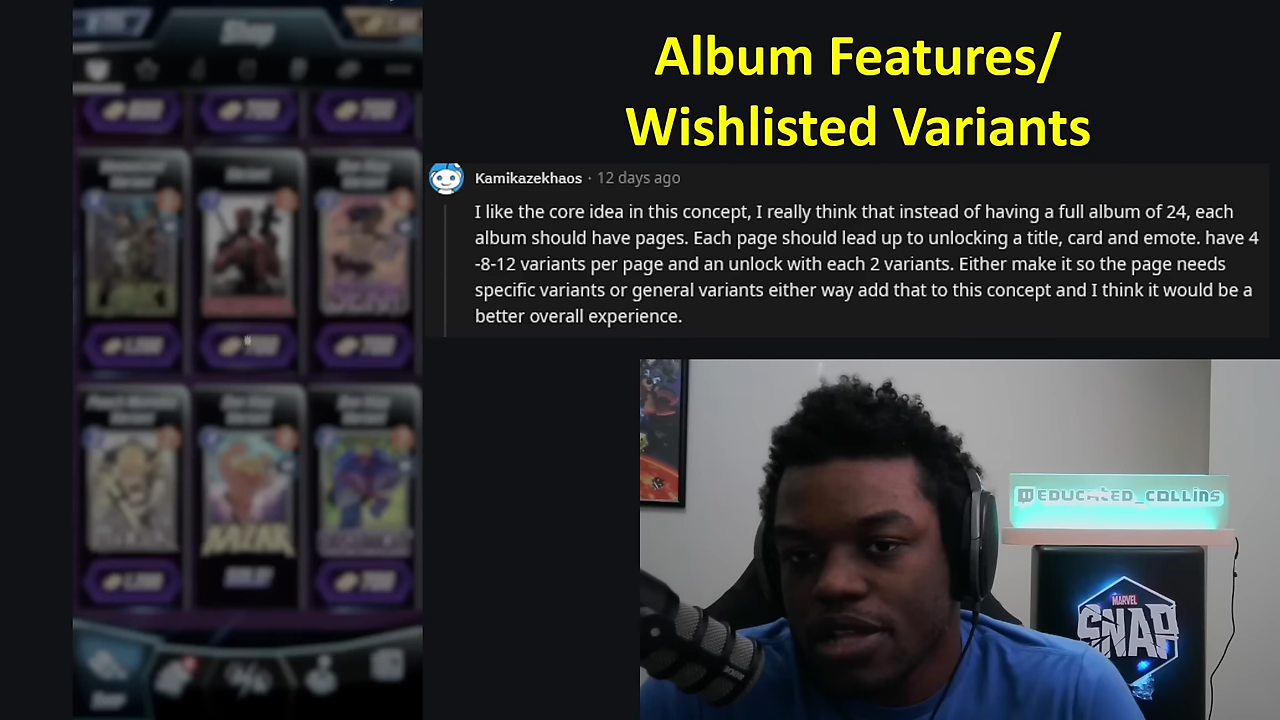 Shop
Album Features/
Wishlisted Variants
Kamikazekhaos · 12 days ago
I like the core idea in this concept, I really think that instead of having a full album of 24, each
album should have pages. Each page should lead up to unlocking a title, card and emote. have 4
-8-12 variants per page and an unlock with each 2 variants. Either make it so the page needs
specific variants or general variants either way add that to this concept and I think it would be a
better overall experience.
EDUCATED_COLLINS
MARVEL
SNAP